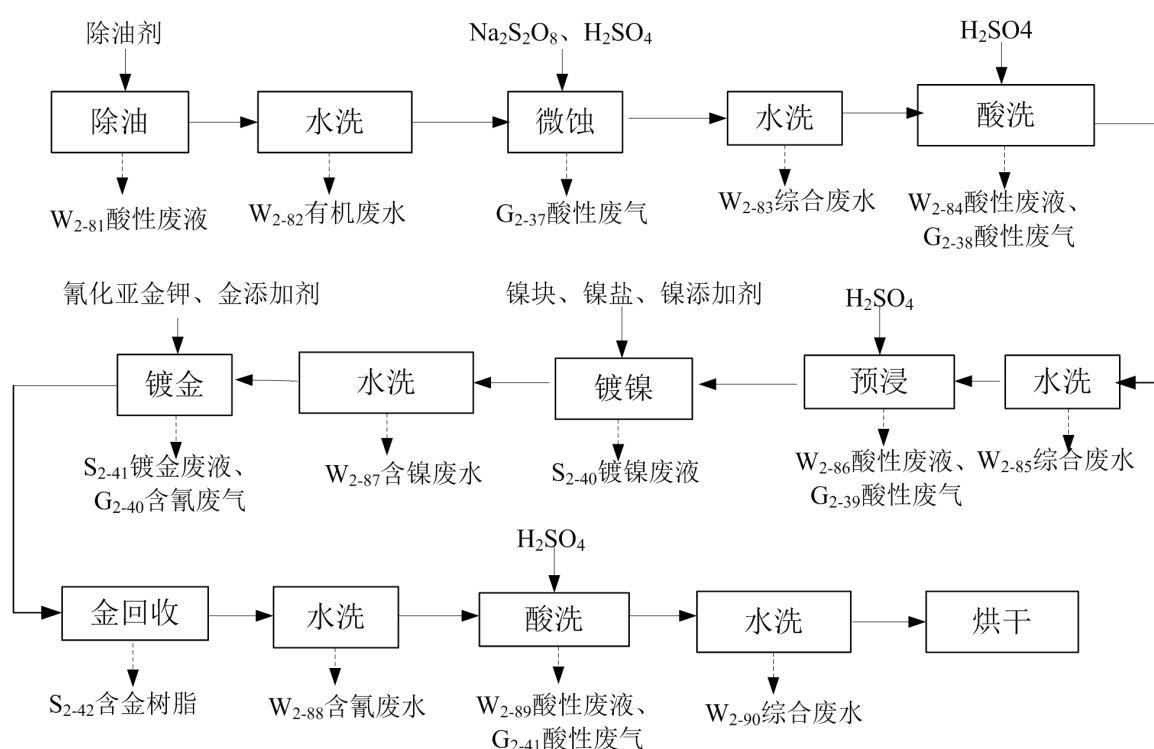 除油剂
Na₂S₂O₈、H₂SO₄
H₂SO4
除油
水洗
微蚀
水洗
酸洗
W₂₋₈₁酸性废液
W₂₋₈₂有机废水
G₂₋₃₇酸性废气
W₂₋₈₃综合废水
W₂₋₈₄酸性废液、
G₂₋₃₈酸性废气
氰化亚金钾、金添加剂
镍块、镍盐、镍添加剂
H₂SO₄
镀金
水洗
镀镍
预浸
水洗
S₂₋₄₁镀金废液、
G₂₋₄₀含氰废气
W₂₋₈₇含镍废水
S₂₋₄₀镀镍废液
W₂₋₈₆酸性废液、
G₂₋₃₉酸性废气
W₂₋₈₅综合废水
H₂SO₄
金回收
水洗
酸洗
水洗
烘干
S₂₋₄₂含金树脂
W₂₋₈₈含氰废水
W₂₋₈₉酸性废液、
G₂₋₄₁酸性废气
W₂₋₉₀综合废水